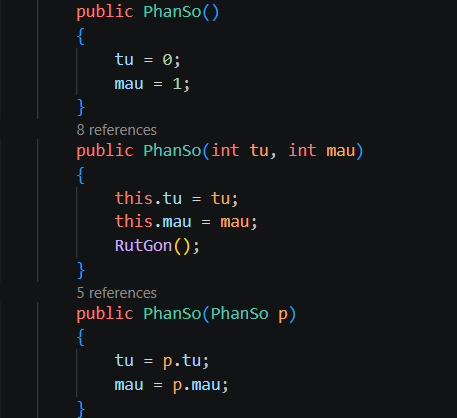 public PhanSo()
{
tu = 0;
mau = 1;
}
8 references
public PhanSo(int tu, int mau)
{
this.tu = tu;
this.mau = mau;
RutGon();
}
5 references
public PhanSo(PhanSo p)
{
tu = p.tu;
mau = p.mau;
}